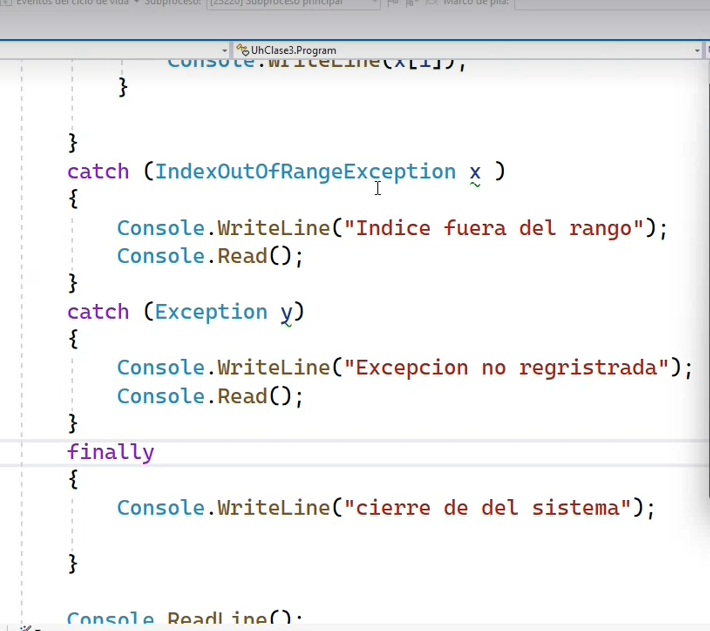 Eventos del ciclo de vida Subproceso: [25220] Subproceso principal Marco de pila:
UhClase3.Program
Console.WriteLine(x[i]);
}
}
catch (IndexOutOfRangeException x )
{
Console.WriteLine("Indice fuera del rango");
Console.Read();
}
catch (Exception y)
{
Console.WriteLine("Excepcion no regristrada");
Console.Read();
}
finally
{
Console.WriteLine("cierre de del sistema");
}
Console.ReadLine();